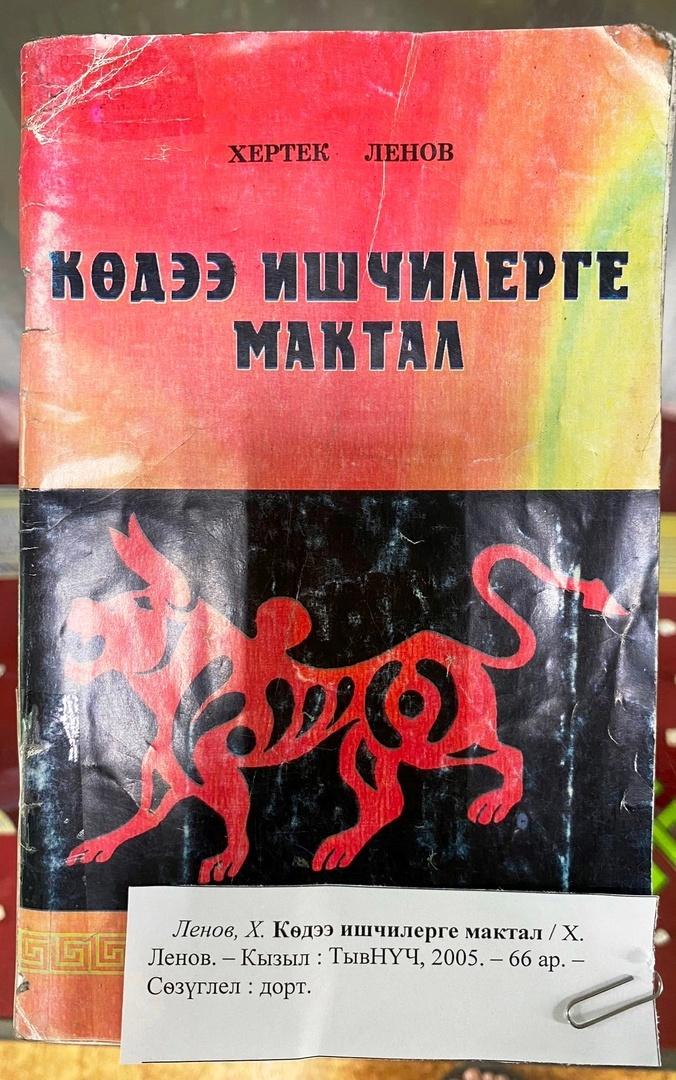 ХЕРТЕК ЛЕНОВ
КӨДЭЭ ИШЧИЛЕРГЕ
МАКТАЛ
Ленов, Х. Көдээ ишчилерге мактал / Х.
Ленов. – Кызыл : ТывНҮЧ, 2005. – 66 ар. –
Сөзүглел : дорт.